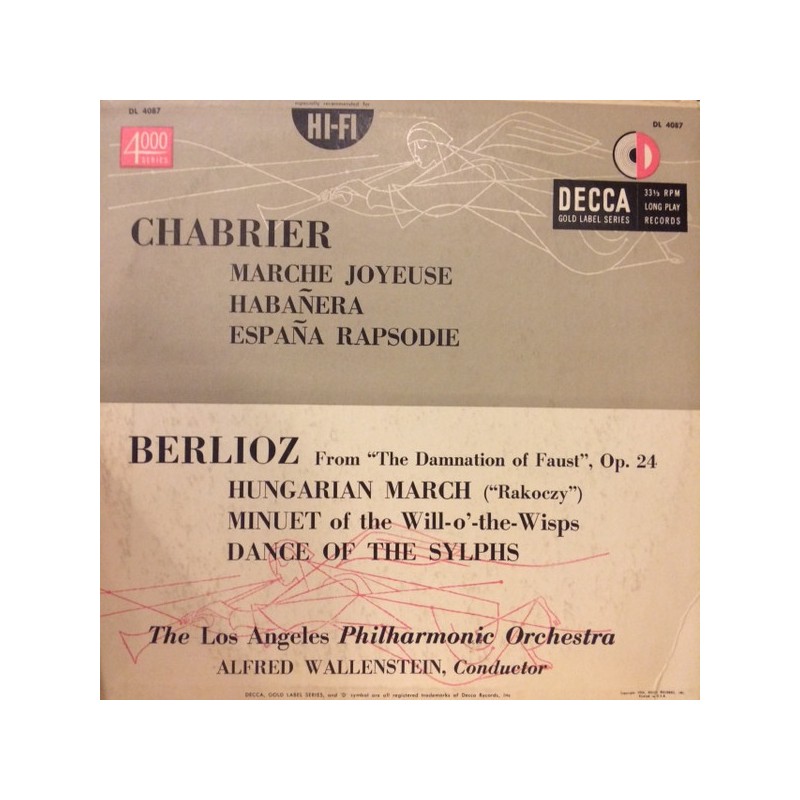 DL 4087
especially recommended for
HI-FI
DL 4087
4000
SERIES
DECCA
GOLD LABEL SERIES
33⅓ RPM
LONG PLAY
RECORDS
CHABRIER
MARCHE JOYEUSE
HABAÑERA
ESPAÑA RAPSODIE
BERLIOZ From "The Damnation of Faust", Op. 24
HUNGARIAN MARCH ("Rakoczy")
MINUET of the Will-o'-the-Wisps
DANCE OF THE SYLPHS
The Los Angeles Philharmonic Orchestra
ALFRED WALLENSTEIN, Conductor
DECCA, GOLD LABEL SERIES, and 'D' symbol are all registered trademarks of Decca Records, Inc.